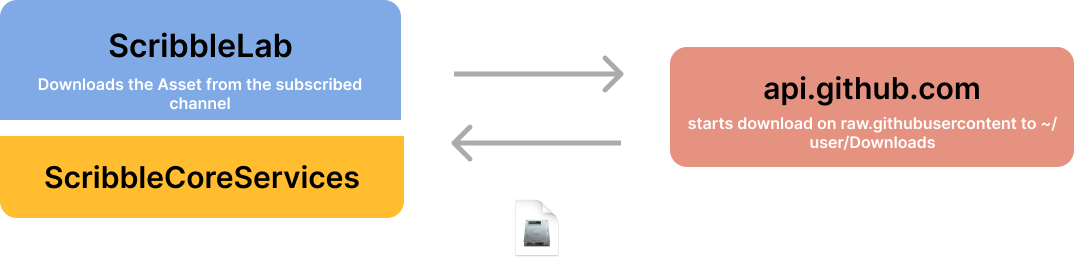 ScribbleLab
Downloads the Asset from the subscribed
channel
ScribbleCoreServices
api.github.com
starts download on raw.githubusercontent to ~/
user/Downloads